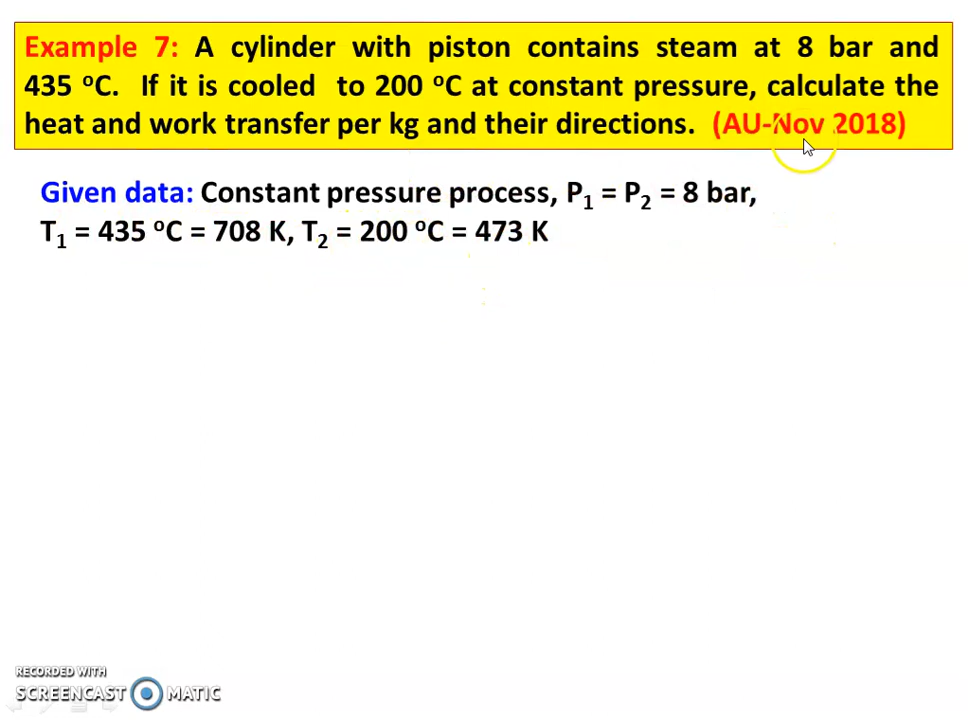 Example 7: A cylinder with piston contains steam at 8 bar and
435 °C. If it is cooled to 200 °C at constant pressure, calculate the
heat and work transfer per kg and their directions. (AU-Nov 2018)
Given data: Constant pressure process, P₁ = P₂ = 8 bar,
T₁ = 435 °C = 708 K, T₂ = 200 °C = 473 K
RECORDED WITH
SCREENCAST MATIC